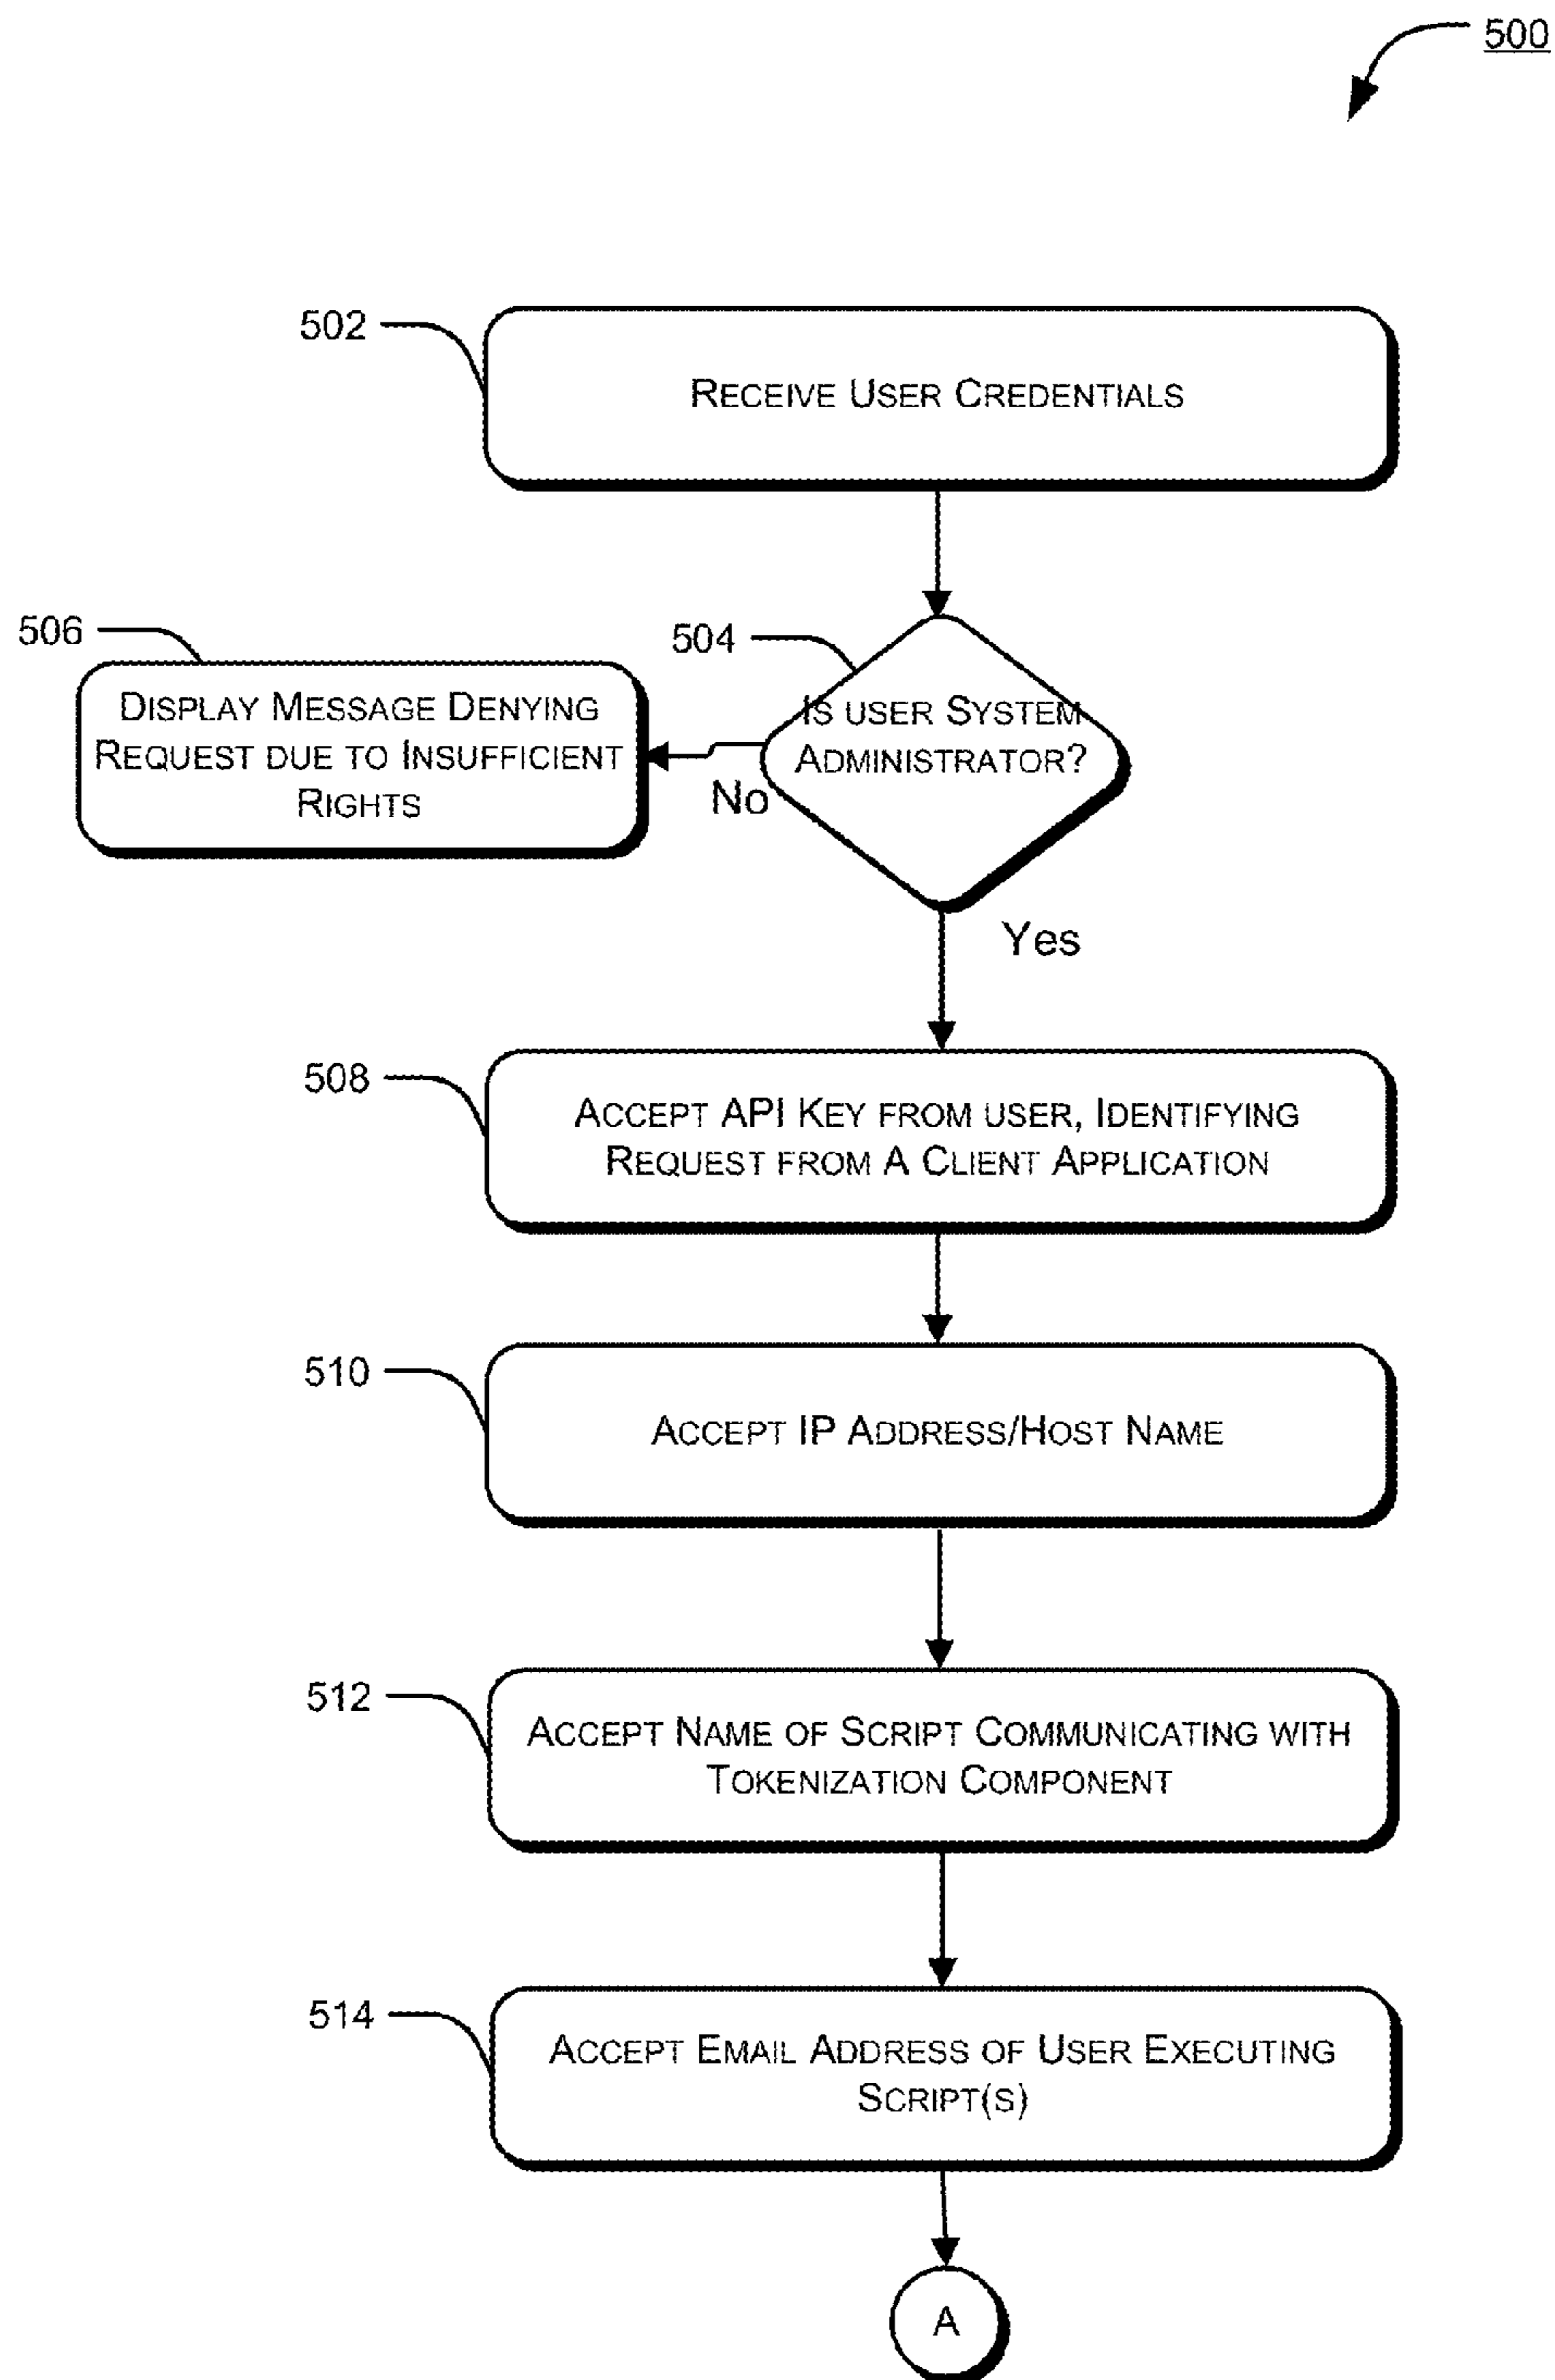 500
502
RECEIVE USER CREDENTIALS
506
504
DISPLAY MESSAGE DENYING
REQUEST DUE TO INSUFFICIENT
RIGHTS
IS USER SYSTEM
ADMINISTRATOR?
No
Yes
508
ACCEPT API KEY FROM USER, IDENTIFYING
REQUEST FROM A CLIENT APPLICATION
510
ACCEPT IP ADDRESS/HOST NAME
512
ACCEPT NAME OF SCRIPT COMMUNICATING WITH
TOKENIZATION COMPONENT
514
ACCEPT EMAIL ADDRESS OF USER EXECUTING
SCRIPT(S)
A